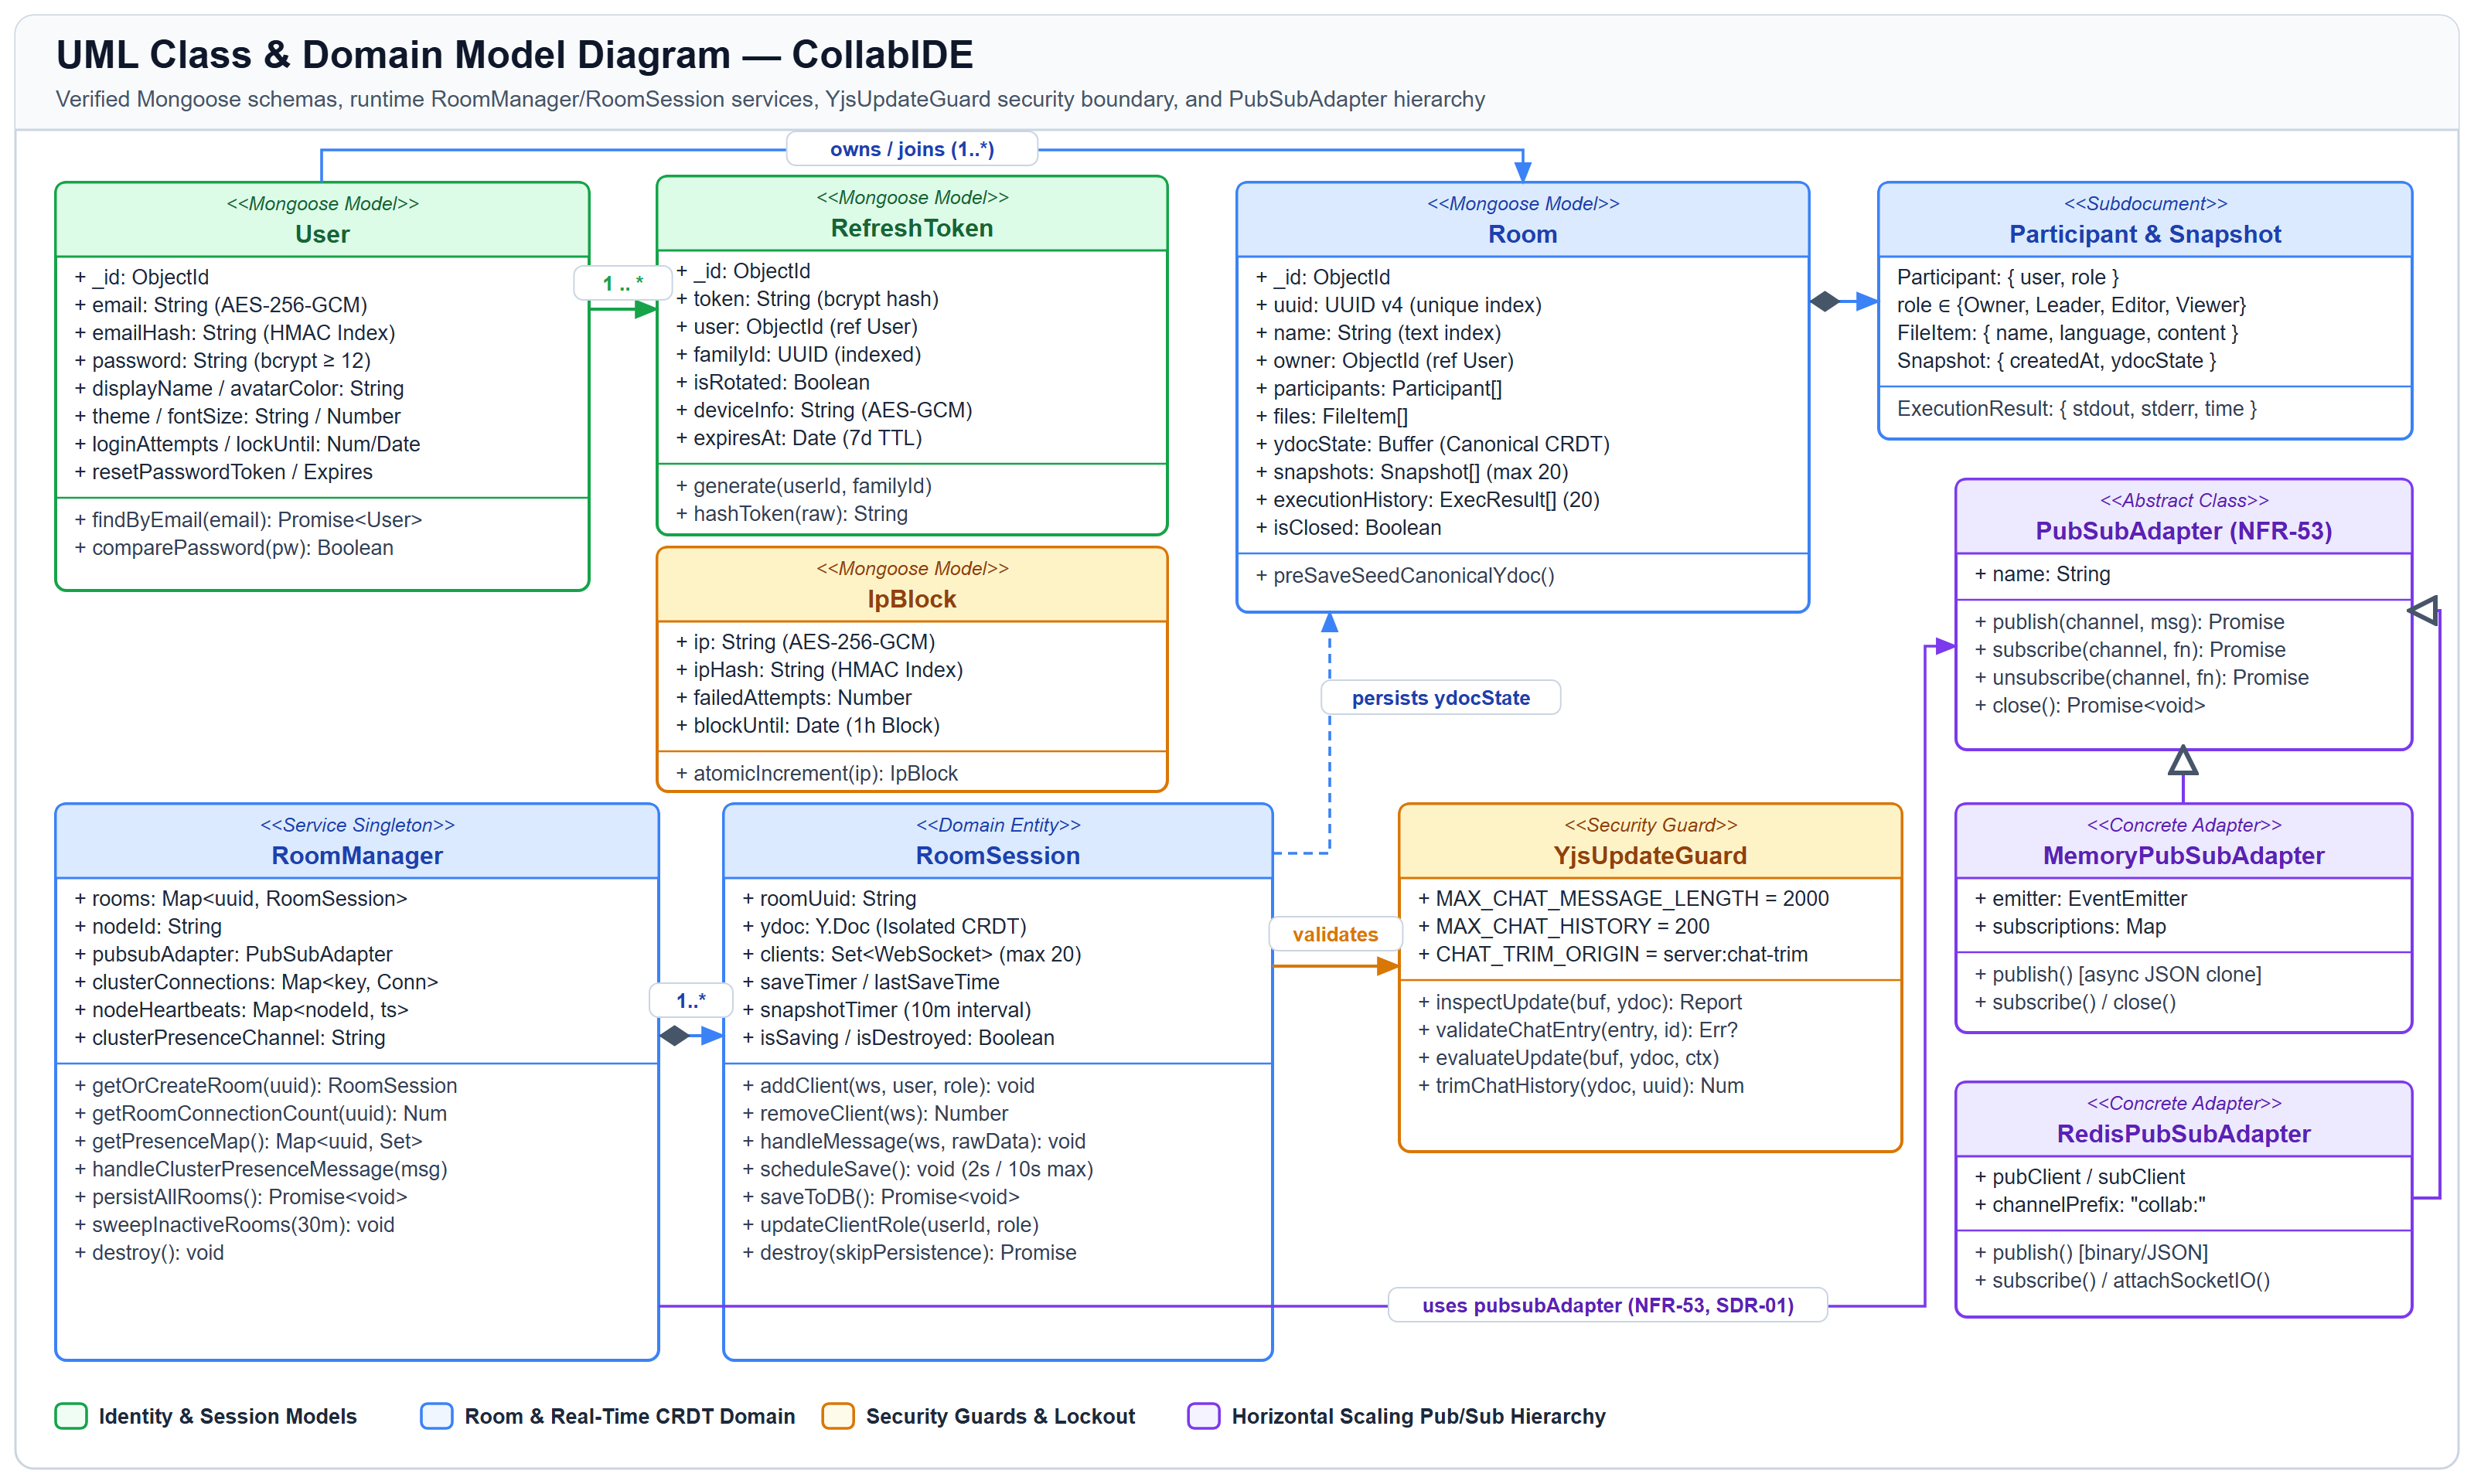 UML Class & Domain Model Diagram — CollabIDE
Verified Mongoose schemas, runtime RoomManager/RoomSession services, YjsUpdateGuard security boundary, and PubSubAdapter hierarchy
owns / joins (1..*)
<<Mongoose Model>>
User
+ _id: ObjectId
+ email: String (AES-256-GCM)
+ emailHash: String (HMAC Index)
+ password: String (bcrypt ≥ 12)
+ displayName / avatarColor: String
+ theme / fontSize: String / Number
+ loginAttempts / lockUntil: Num/Date
+ resetPasswordToken / Expires
+ findByEmail(email): Promise<User>
+ comparePassword(pw): Boolean
1 .. *
<<Mongoose Model>>
RefreshToken
+ _id: ObjectId
+ token: String (bcrypt hash)
+ user: ObjectId (ref User)
+ familyId: UUID (indexed)
+ isRotated: Boolean
+ deviceInfo: String (AES-GCM)
+ expiresAt: Date (7d TTL)
+ generate(userId, familyId)
+ hashToken(raw): String
<<Mongoose Model>>
IpBlock
+ ip: String (AES-256-GCM)
+ ipHash: String (HMAC Index)
+ failedAttempts: Number
+ blockUntil: Date (1h Block)
+ atomicIncrement(ip): IpBlock
<<Mongoose Model>>
Room
+ _id: ObjectId
+ uuid: UUID v4 (unique index)
+ name: String (text index)
+ owner: ObjectId (ref User)
+ participants: Participant[]
+ files: FileItem[]
+ ydocState: Buffer (Canonical CRDT)
+ snapshots: Snapshot[] (max 20)
+ executionHistory: ExecResult[] (20)
+ isClosed: Boolean
+ preSaveSeedCanonicalYdoc()
<<Subdocument>>
Participant & Snapshot
Participant: { user, role }
role ∈ {Owner, Leader, Editor, Viewer}
FileItem: { name, language, content }
Snapshot: { createdAt, ydocState }
ExecutionResult: { stdout, stderr, time }
<<Abstract Class>>
PubSubAdapter (NFR-53)
+ name: String
+ publish(channel, msg): Promise
+ subscribe(channel, fn): Promise
+ unsubscribe(channel, fn): Promise
+ close(): Promise<void>
persists ydocState
<<Service Singleton>>
RoomManager
+ rooms: Map<uuid, RoomSession>
+ nodeId: String
+ pubsubAdapter: PubSubAdapter
+ clusterConnections: Map<key, Conn>
+ nodeHeartbeats: Map<nodeId, ts>
+ clusterPresenceChannel: String
+ getOrCreateRoom(uuid): RoomSession
+ getRoomConnectionCount(uuid): Num
+ getPresenceMap(): Map<uuid, Set>
+ handleClusterPresenceMessage(msg)
+ persistAllRooms(): Promise<void>
+ sweepInactiveRooms(30m): void
+ destroy(): void
1..*
<<Domain Entity>>
RoomSession
+ roomUuid: String
+ ydoc: Y.Doc (Isolated CRDT)
+ clients: Set<WebSocket> (max 20)
+ saveTimer / lastSaveTime
+ snapshotTimer (10m interval)
+ isSaving / isDestroyed: Boolean
+ addClient(ws, user, role): void
+ removeClient(ws): Number
+ handleMessage(ws, rawData): void
+ scheduleSave(): void (2s / 10s max)
+ saveToDB(): Promise<void>
+ updateClientRole(userId, role)
+ destroy(skipPersistence): Promise
validates
<<Security Guard>>
YjsUpdateGuard
+ MAX_CHAT_MESSAGE_LENGTH = 2000
+ MAX_CHAT_HISTORY = 200
+ CHAT_TRIM_ORIGIN = server:chat-trim
+ inspectUpdate(buf, ydoc): Report
+ validateChatEntry(entry, id): Err?
+ evaluateUpdate(buf, ydoc, ctx)
+ trimChatHistory(ydoc, uuid): Num
<<Concrete Adapter>>
MemoryPubSubAdapter
+ emitter: EventEmitter
+ subscriptions: Map
+ publish() [async JSON clone]
+ subscribe() / close()
<<Concrete Adapter>>
RedisPubSubAdapter
+ pubClient / subClient
+ channelPrefix: "collab:"
+ publish() [binary/JSON]
+ subscribe() / attachSocketIO()
uses pubsubAdapter (NFR-53, SDR-01)
Identity & Session Models
Room & Real-Time CRDT Domain
Security Guards & Lockout
Horizontal Scaling Pub/Sub Hierarchy